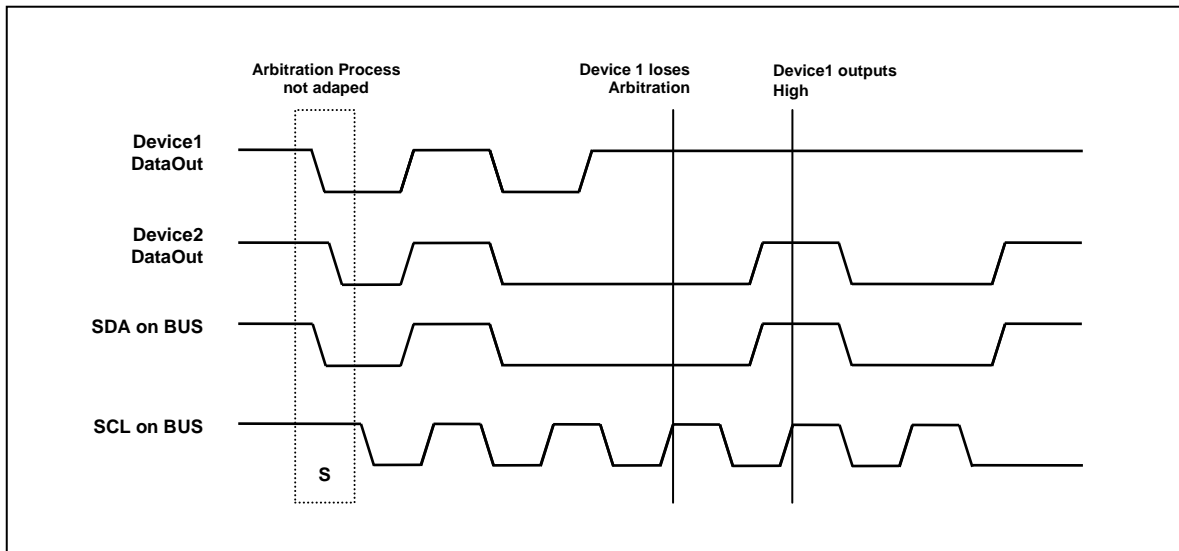 Arbitration Process
not adaped
Device 1 loses
Arbitration
Device1 outputs
High
Device1
DataOut
Device2
DataOut
SDA on BUS
SCL on BUS
S